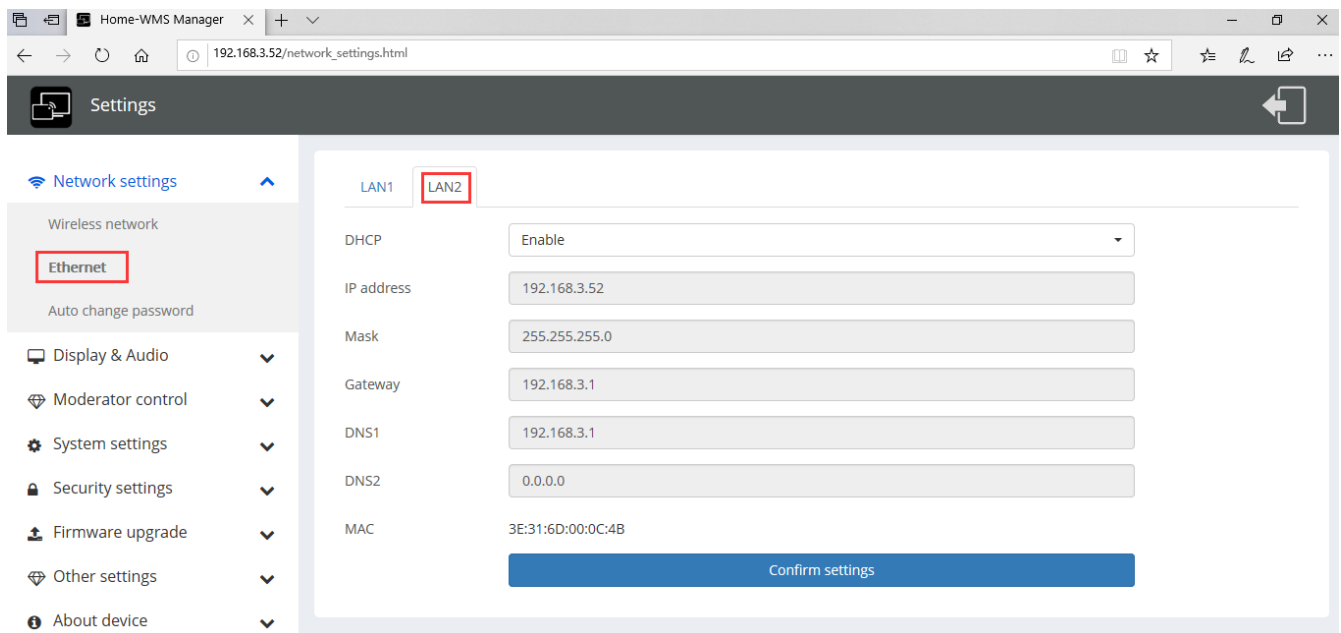 Home-WMS Manager
192.168.3.52/network_settings.html
Settings
Network settings
Wireless network
Ethernet
Auto change password
Display & Audio
Moderator control
System settings
Security settings
Firmware upgrade
Other settings
About device
LAN1 LAN2
DHCP Enable
IP address 192.168.3.52
Mask 255.255.255.0
Gateway 192.168.3.1
DNS1 192.168.3.1
DNS2 0.0.0.0
MAC 3E:31:6D:00:0C:4B
Confirm settings